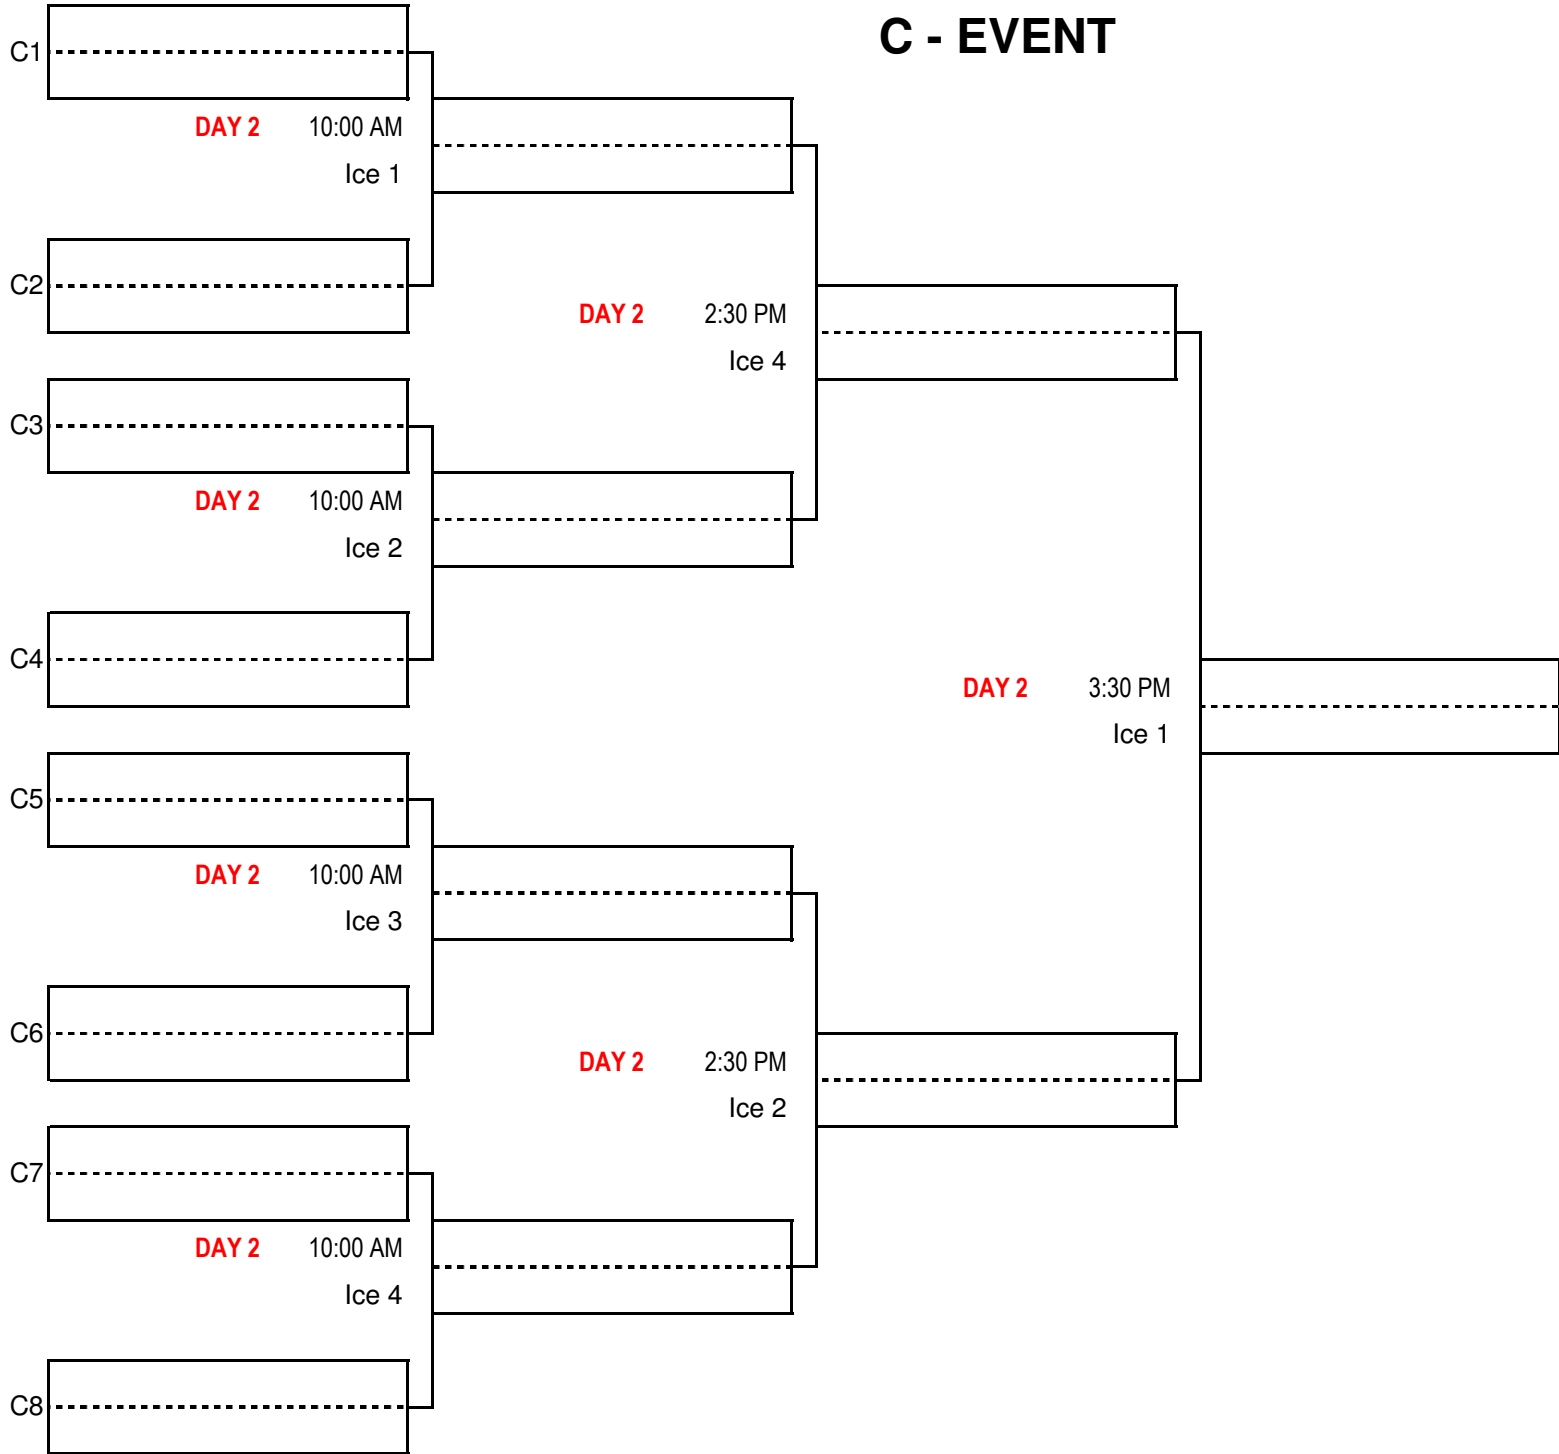 C - EVENT
C1
DAY 2 10:00 AM
Ice 1
C2
DAY 2 2:30 PM
Ice 4
C3
DAY 2 10:00 AM
Ice 2
C4
DAY 2 3:30 PM
Ice 1
C5
DAY 2 10:00 AM
Ice 3
C6
DAY 2 2:30 PM
Ice 2
C7
DAY 2 10:00 AM
Ice 4
C8